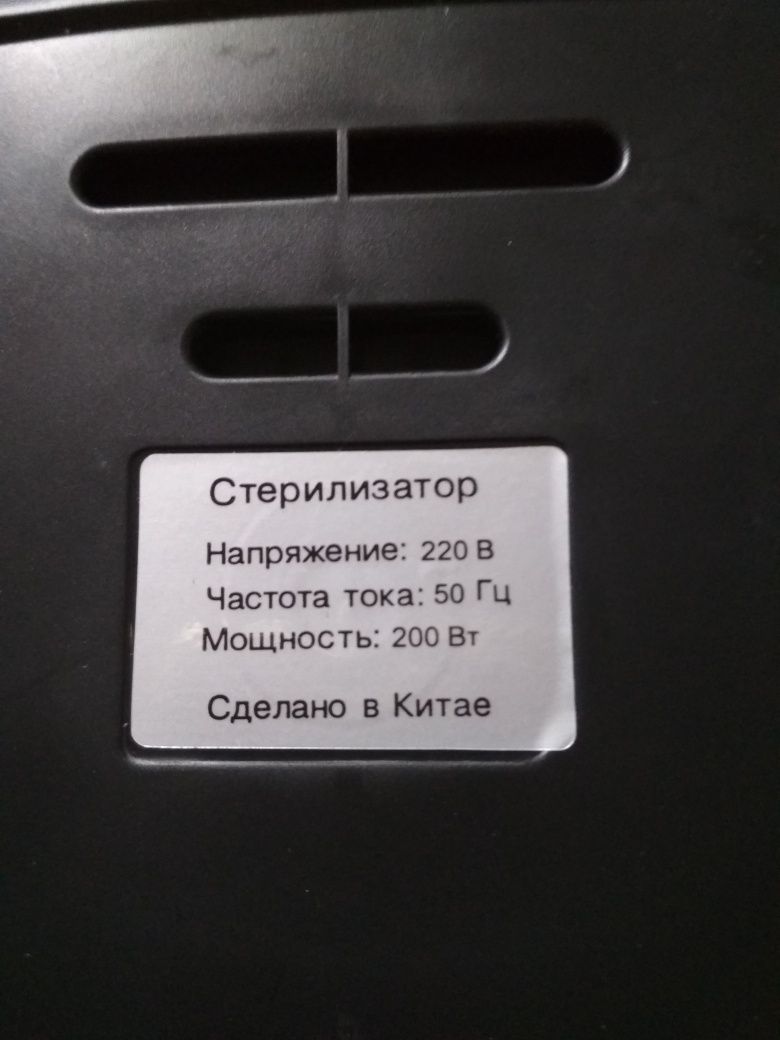 Стерилизатор
Напряжение: 220 В
Частота тока: 50 Гц
Мощность: 200 Вт
Сделано в Китае